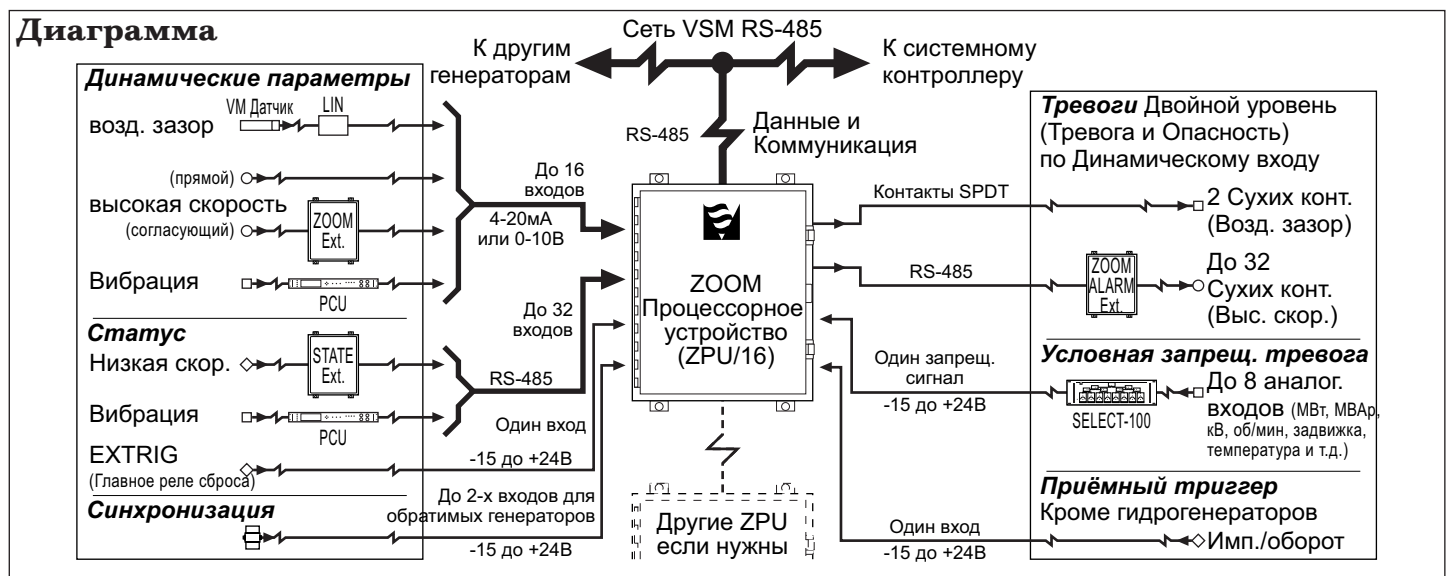 Диаграмма
Сеть VSM RS-485
К другим
генераторам
К системному
контроллеру
RS-485
Данные и
Коммуникация
Динамические параметры
возд. зазор
VM Датчик
LIN
(прямой)
высокая скорость
(согласующий)
ZOOM
Ext.
Вибрация
PCU
До 16
входов
4-20мА
или 0-10В
Статус
Низкая скор.
STATE
Ext.
Вибрация
PCU
До 32
входов
RS-485
EXTRIG
(Главное реле сброса)
Один вход
-15 до +24В
Синхронизация
До 2-х входов для
обратимых генераторов
-15 до +24В
ZOOM
Процессорное
устройство
(ZPU/16)
Другие ZPU
если нужны
Тревоги Двойной уровень
(Тревога и Опасность)
по Динамическому входу
Контакты SPDT
2 Сухих конт.
(Возд. зазор)
RS-485
ZOOM
ALARM
Ext.
До 32
Сухих конт.
(Выс. скор.)
Условная запрещ. тревога
Один запрещ.
сигнал
-15 до +24В
SELECT-100
До 8 аналог.
входов (МВт, МВАр,
кВ, об/мин, задвижка,
температура и т.д.)
Приёмный триггер
Кроме гидрогенераторов
Один вход
-15 до +24В
Имп./оборот